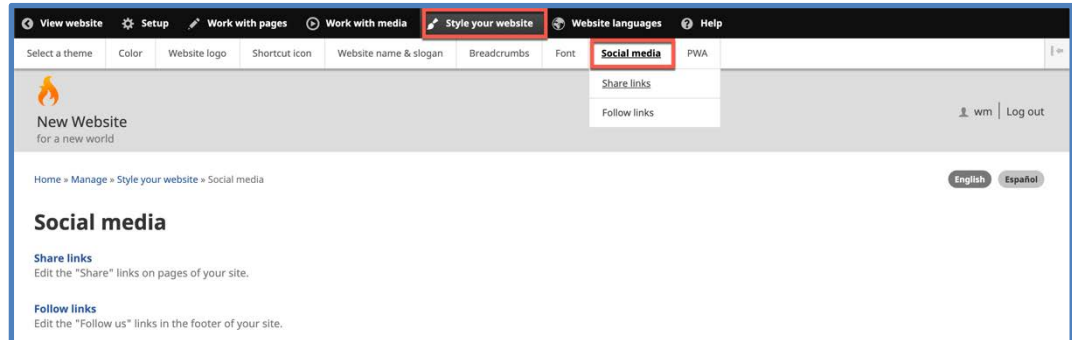 View website Setup Work with pages Work with media Style your website Website languages Help
Select a theme Color Website logo Shortcut icon Website name & slogan Breadcrumbs Font Social media PWA
Share links
Follow links
New Website
for a new world
wm | Log out
Home » Manage » Style your website » Social media
English Español
Social media
Share links
Edit the "Share" links on pages of your site.
Follow links
Edit the "Follow us" links in the footer of your site.